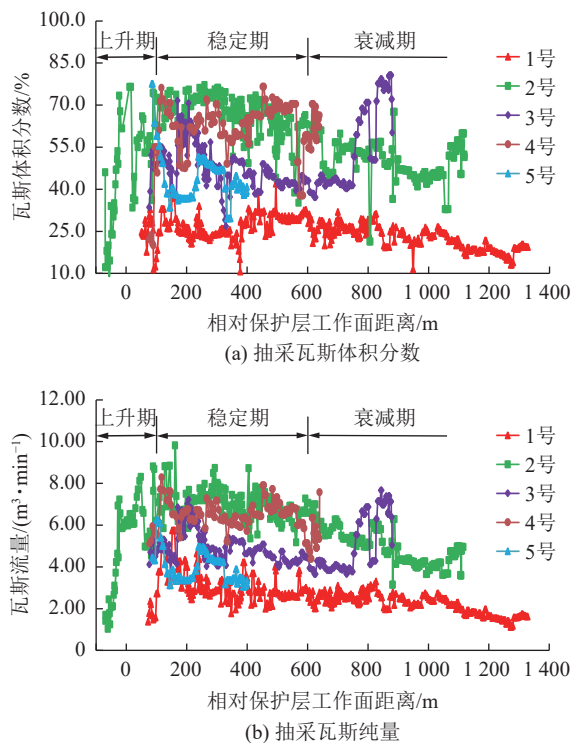 上升期 稳定期 衰减期
85.0
70.0
55.0
40.0
25.0
10.0
瓦斯体积分数/%
1号
2号
3号
4号
5号
0 200 400 600 800 1 000 1 200 1 400
相对保护层工作面距离/m
(a) 抽采瓦斯体积分数
上升期 稳定期 衰减期
12.00
10.00
8.00
6.00
4.00
2.00
0
瓦斯流量/(m³·min⁻¹)
1号
2号
3号
4号
5号
0 200 400 600 800 1 000 1 200 1 400
相对保护层工作面距离/m
(b) 抽采瓦斯纯量